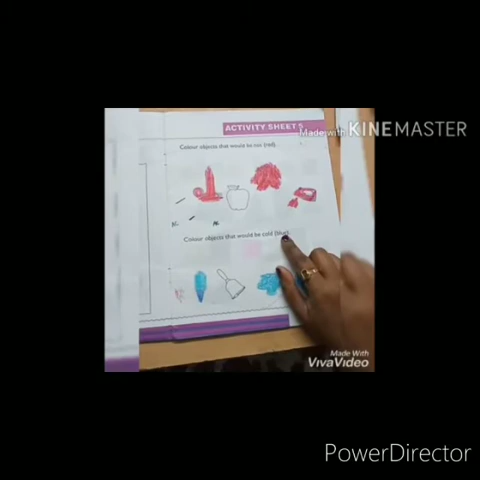 ACTIVITY SHEET 5
Made with KINEMASTER
Colour objects that would be hot (red).
Colour objects that would be cold (blue).
Made With
VivaVideo
PowerDirector